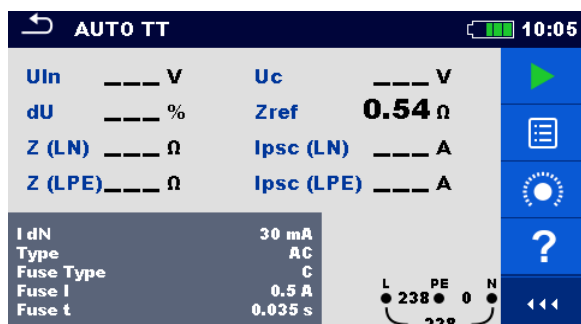 AUTO TT 10:05
Uln ___ V Uc ___ V
dU ___ % Zref 0.54 Ω
Z (LN) ___ Ω Ipsc (LN) ___ A
Z (LPE) ___ Ω Ipsc (LPE) ___ A
I dN 30 mA
Type AC
Fuse Type C
Fuse I 0.5 A
Fuse t 0.035 s
?
L PE N
238 0
238